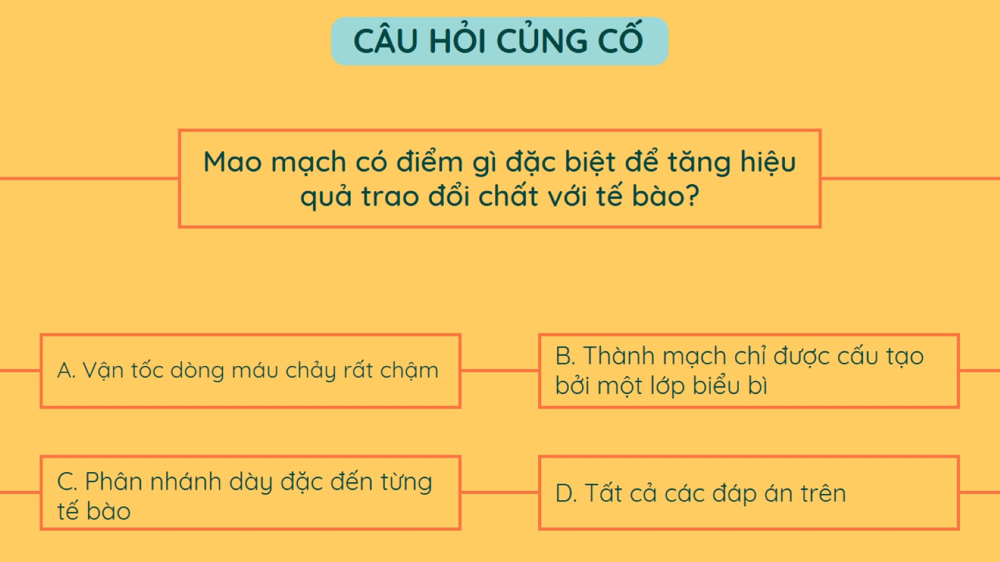 CÂU HỎI CỦNG CỐ
Mao mạch có điểm gì đặc biệt để tăng hiệu
quả trao đổi chất với tế bào?
A. Vận tốc dòng máu chảy rất chậm
B. Thành mạch chỉ được cấu tạo
bởi một lớp biểu bì
C. Phân nhánh dày đặc đến từng
tế bào
D. Tất cả các đáp án trên